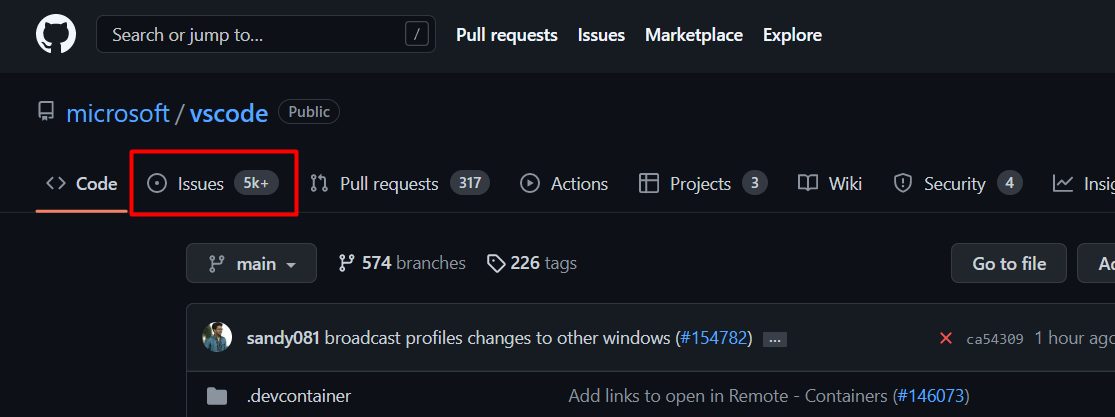 Search or jump to... / Pull requests Issues Marketplace Explore
microsoft / vscode Public
Code Issues 5k+ Pull requests 317 Actions Projects 3 Wiki Security 4 Insig
main 574 branches 226 tags Go to file Ad
sandy081 broadcast profiles changes to other windows (#154782) ... ca54309 1 hour ago
.devcontainer Add links to open in Remote - Containers (#146073)